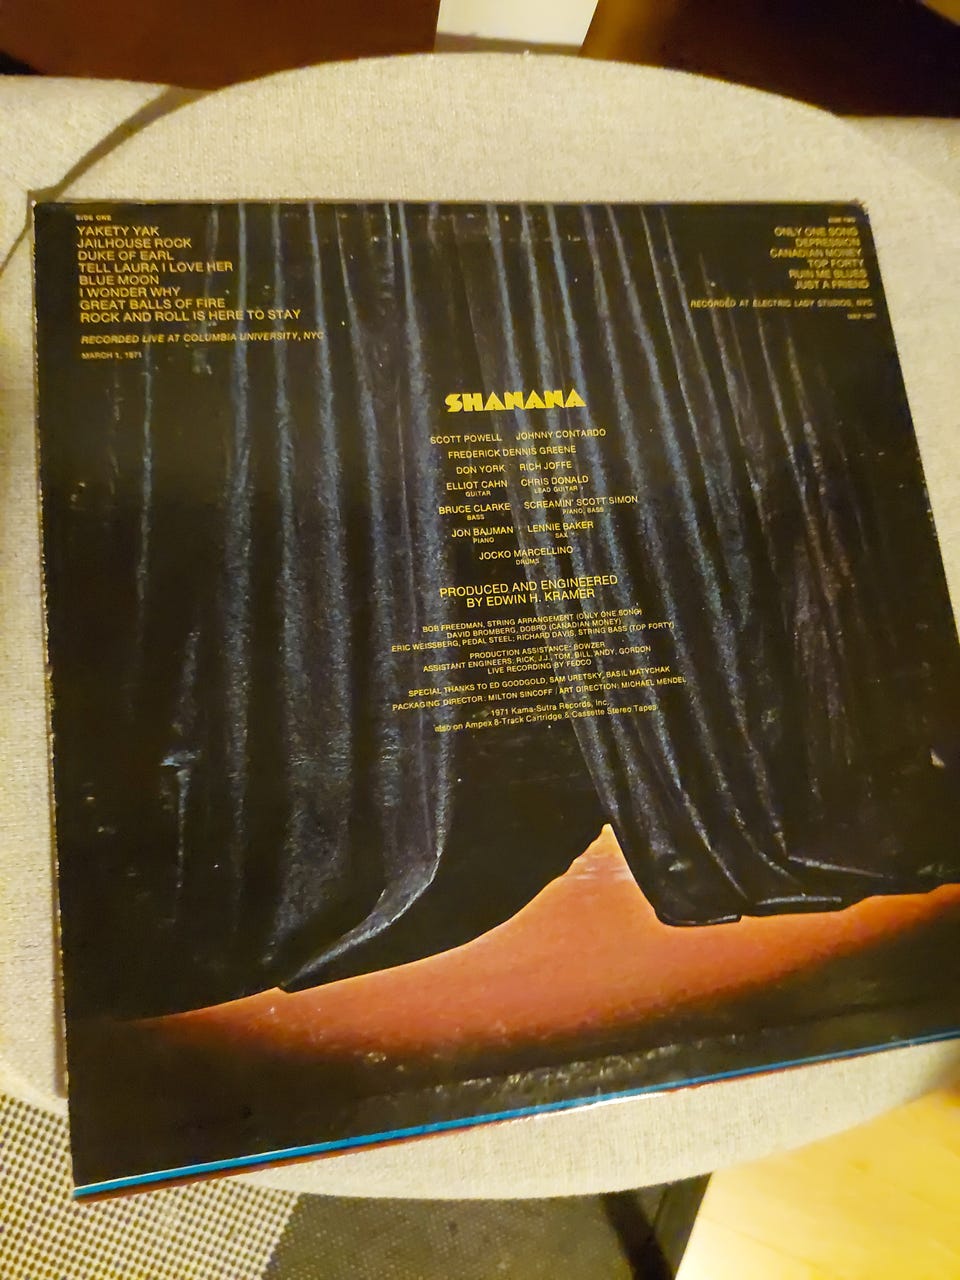 SIDE ONE
YAKETY YAK
JAILHOUSE ROCK
DUKE OF EARL
TELL LAURA I LOVE HER
BLUE MOON
I WONDER WHY
GREAT BALLS OF FIRE
ROCK AND ROLL IS HERE TO STAY
RECORDED LIVE AT COLUMBIA UNIVERSITY, NYC
MARCH 1, 1971
SIDE TWO
ONLY ONE SONG
DEPRESSION
CANADIAN MONEY
TOP FORTY
RUIN ME BLUES
JUST A FRIEND
RECORDED AT ELECTRIC LADY STUDIOS, NYC
SHANANA
SCOTT POWELL JOHNNY CONTARDO
FREDERICK DENNIS GREENE
DON YORK RICH JOFFE
ELLIOT CAHN CHRIS DONALD
GUITAR LEAD GUITAR
BRUCE CLARKE SCREAMIN' SCOTT SIMON
BASS PIANO, BASS
JON BAUMAN LENNIE BAKER
PIANO SAX
JOCKO MARCELLINO
DRUMS
PRODUCED AND ENGINEERED
BY EDWIN H. KRAMER
BOB FREEDMAN, STRING ARRANGEMENT (ONLY ONE SONG)
DAVID BROMBERG, DOBRO (CANADIAN MONEY)
ERIC WEISSBERG, PEDAL STEEL; RICHARD DAVIS, STRING BASS (TOP FORTY)
PRODUCTION ASSISTANCE: BOWZER
ASSISTANT ENGINEERS: RICK, J.J., TOM, BILL, ANDY, GORDON
LIVE RECORDING BY FEDCO
SPECIAL THANKS TO ED GOODGOLD, SAM URETSKY, BASIL MATYCHAK
PACKAGING DIRECTOR: MILTON SINCOFF / ART DIRECTION: MICHAEL MENDEL
1971 Kama-Sutra Records, Inc.
also on Ampex 8-Track Cartridge & Cassette Stereo Tapes